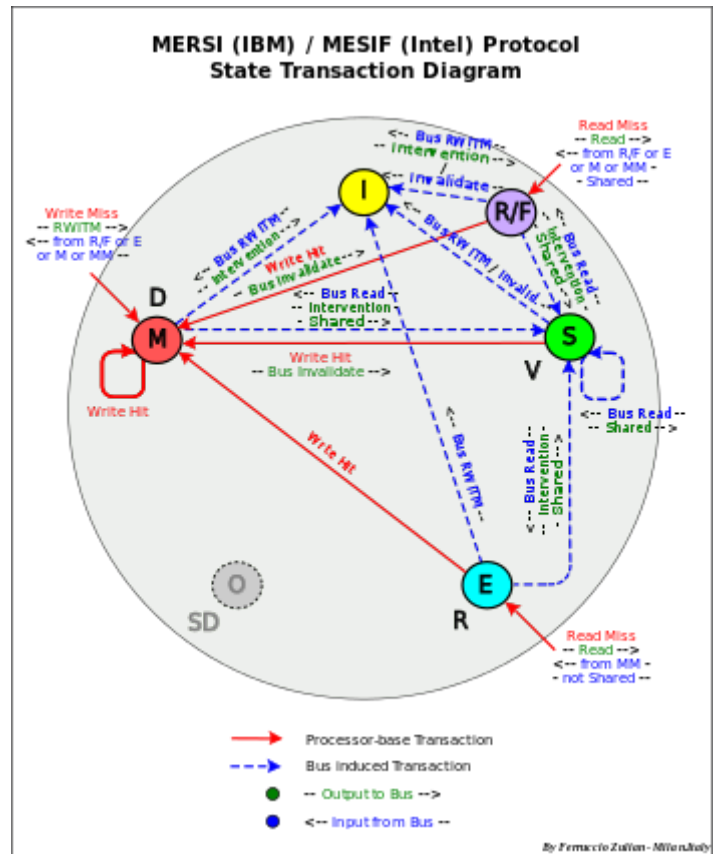 MERSI (IBM) / MESIF (Intel) Protocol
State Transaction Diagram
<-- Bus RWITM--
-- Intervention -->
/
<-- Invalidate --
Read Miss
-- Read -->
<-- from R/F or E
or M or MM --
- Shared --
I
R/F
Write Miss
-- RWITM --
<-- from R/F or E
or M or MM --
<-- Bus RWITM--
-- Intervention -->
Write Hit
-- Bus Invalidate -->
<-- Bus RWITM / Invalid --
<-- Bus Read--
-- Intervention -
- Shared -->
D
<-- Bus Read --
-- Intervention
- Shared -->
M
S
Write Hit
-- Bus Invalidate -->
V
Write Hit
<-- Bus Read --
-- Shared -->
<-- Bus RWITM--
<-- Bus Read --
-- Intervention-
- Shared -->
Write Hit
O
SD
E
R
Read Miss
-- Read -->
<-- from MM -
- not Shared --
Processor-base Transaction
Bus Induced Transaction
-- Output to Bus -->
<-- Input from Bus --
By Ferruccio Zulian - Milan.Italy